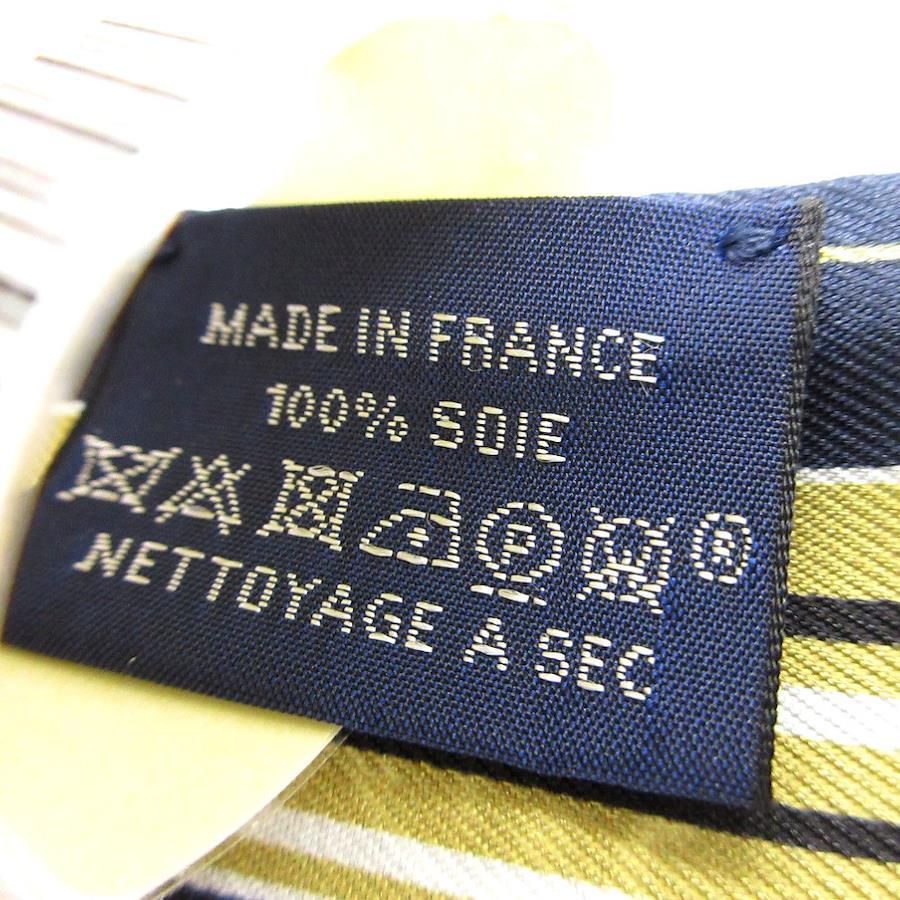 MADE IN FRANCE
100% SOIE
F W ®
NETTOYAGE A SEC